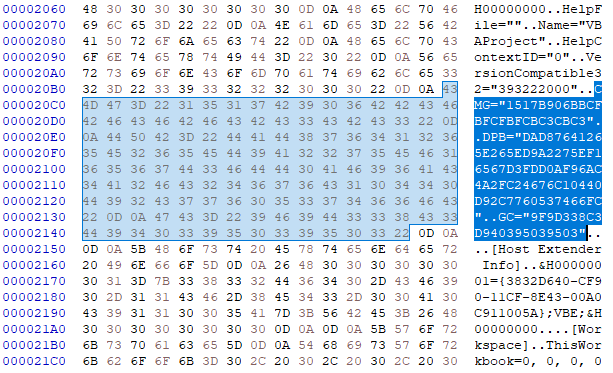 00002060 48 30 30 30 30 30 30 30 30 0D 0A 48 65 6C 70 46 H00000000..HelpF
00002070 69 6C 65 3D 22 22 0D 0A 4E 61 6D 65 3D 22 56 42 ile=""..Name="VB
00002080 41 50 72 6F 6A 65 63 74 22 0D 0A 48 65 6C 70 43 AProject"..HelpC
00002090 6F 6E 74 65 78 74 49 44 3D 22 30 22 0D 0A 56 65 ontextID="0"..Ve
000020A0 72 73 69 6F 6E 43 6F 6D 70 61 74 69 62 6C 65 33 rsionCompatible3
000020B0 32 3D 22 33 39 33 32 32 32 30 30 30 22 0D 0A 43 2="393222000"..C
000020C0 4D 47 3D 22 31 35 31 37 42 39 30 36 42 42 43 46 MG="1517B906BBCF
000020D0 42 46 43 46 42 46 43 42 43 33 43 42 43 33 22 0D BFCFBFCBC3CBC3".
000020E0 0A 44 50 42 3D 22 44 41 44 38 37 36 34 31 32 36 .DPB="DAD8764126
000020F0 35 45 32 36 35 45 44 39 41 32 32 37 35 45 46 31 5E265ED9A2275EF1
00002100 36 35 36 37 44 33 46 44 44 30 41 46 39 36 41 43 6567D3FDD0AF96AC
00002110 34 41 32 46 43 32 34 36 37 36 43 31 30 34 34 30 4A2FC24676C10440
00002120 44 39 32 43 37 37 36 30 35 33 37 34 36 36 46 43 D92C7760537466FC
00002130 22 0D 0A 47 43 3D 22 39 46 39 44 33 33 38 43 33 "..GC="9F9D338C3
00002140 44 39 34 30 33 39 35 30 33 39 35 30 33 22 0D 0A D940395039503"..
00002150 0D 0A 5B 48 6F 73 74 20 45 78 74 65 6E 64 65 72 ..[Host Extender
00002160 20 49 6E 66 6F 5D 0D 0A 26 48 30 30 30 30 30 30 Info]..&H000000
00002170 30 31 3D 7B 33 38 33 32 44 36 34 30 2D 43 46 39 01={3832D640-CF9
00002180 30 2D 31 31 43 46 2D 38 45 34 33 2D 30 30 41 30 0-11CF-8E43-00A0
00002190 43 39 31 31 30 30 35 41 7D 3B 56 42 45 3B 26 48 C911005A};VBE;&H
000021A0 30 30 30 30 30 30 30 30 0D 0A 0D 0A 5B 57 6F 72 00000000....[Wor
000021B0 6B 73 70 61 63 65 5D 0D 0A 54 68 69 73 57 6F 72 kspace]..ThisWor
000021C0 6B 62 6F 6F 6B 3D 30 2C 20 30 2C 20 30 2C 20 30 kbook=0, 0, 0, 0